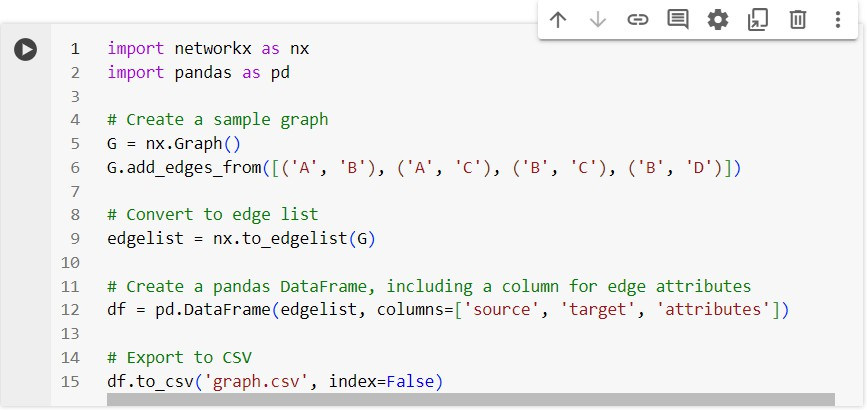 1 import networkx as nx
2 import pandas as pd
3
4 # Create a sample graph
5 G = nx.Graph()
6 G.add_edges_from([('A', 'B'), ('A', 'C'), ('B', 'C'), ('B', 'D')])
7
8 # Convert to edge list
9 edgelist = nx.to_edgelist(G)
10
11 # Create a pandas DataFrame, including a column for edge attributes
12 df = pd.DataFrame(edgelist, columns=['source', 'target', 'attributes'])
13
14 # Export to CSV
15 df.to_csv('graph.csv', index=False)